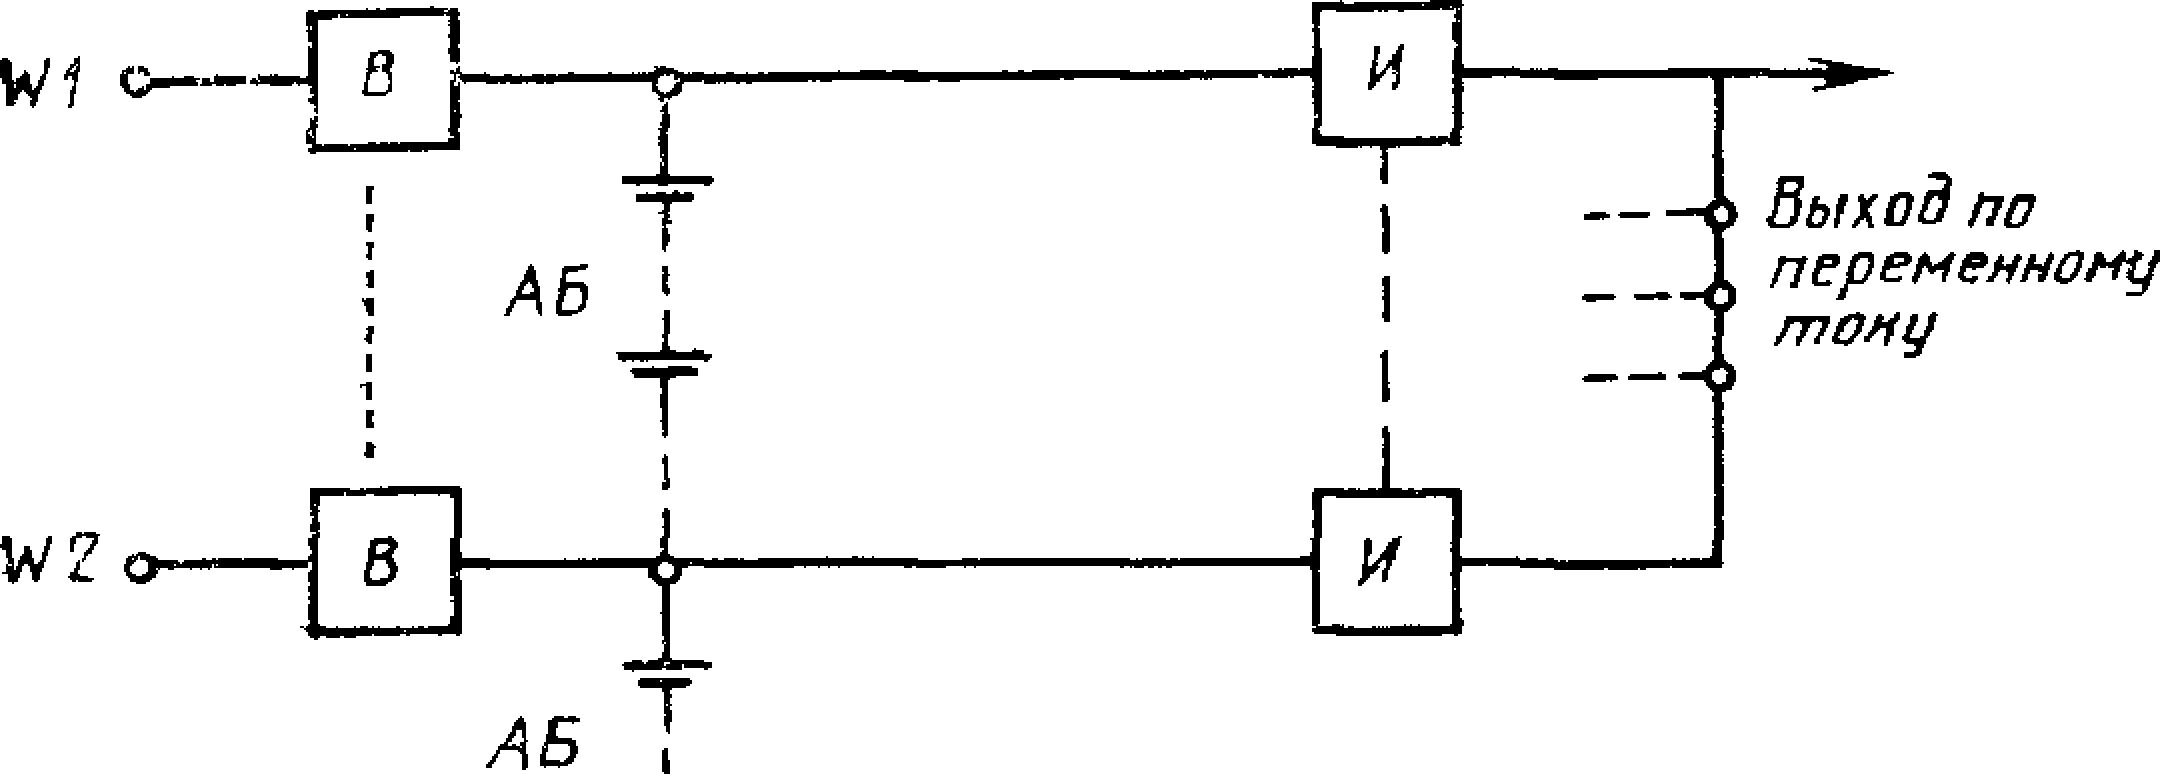 W1
В
И
Выход по
переменному
току
АБ
W2
В
И
АБ